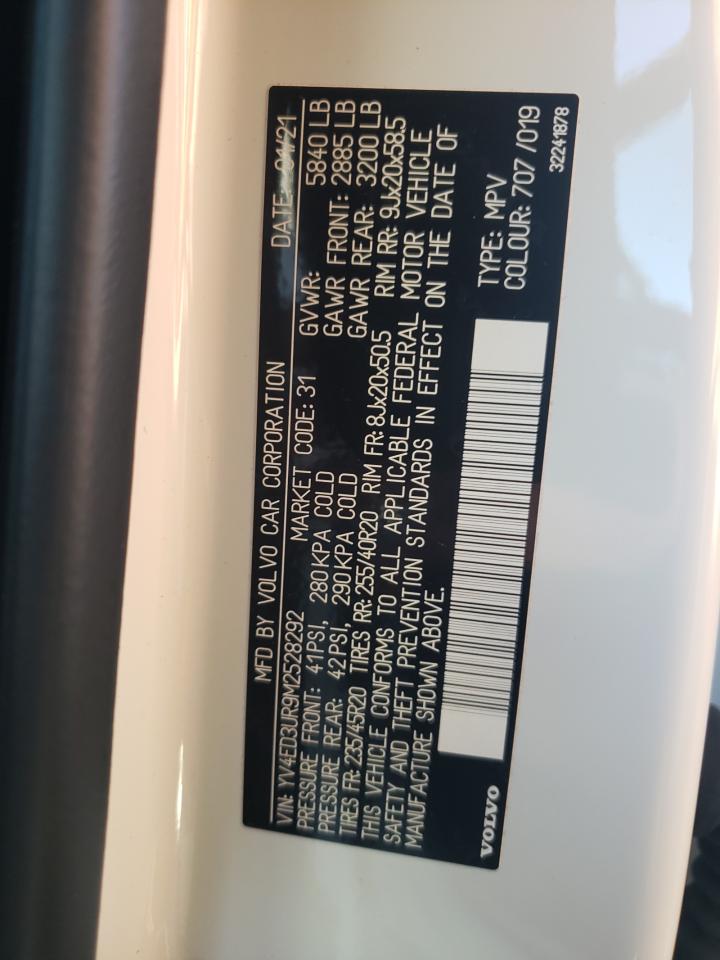 MFD BY VOLVO CAR CORPORATION DATE: 04/21
VIN: YV4ED3UR9M2528292 MARKET CODE: 31 GVWR: 5840 LB
PRESSURE FRONT: 41PSI, 280KPA COLD GAWR FRONT: 2885 LB
PRESSURE REAR: 42PSI, 290KPA COLD GAWR REAR: 3200 LB
TIRES FR: 235/45R20 TIRES RR: 255/40R20 RIM FR: 8Jx20x50.5 RIM RR: 9Jx20x58.5
THIS VEHICLE CONFORMS TO ALL APPLICABLE FEDERAL MOTOR VEHICLE
SAFETY AND THEFT PREVENTION STANDARDS IN EFFECT ON THE DATE OF
MANUFACTURE SHOWN ABOVE.
TYPE: MPV
COLOUR: 707 /019
VOLVO
32241878